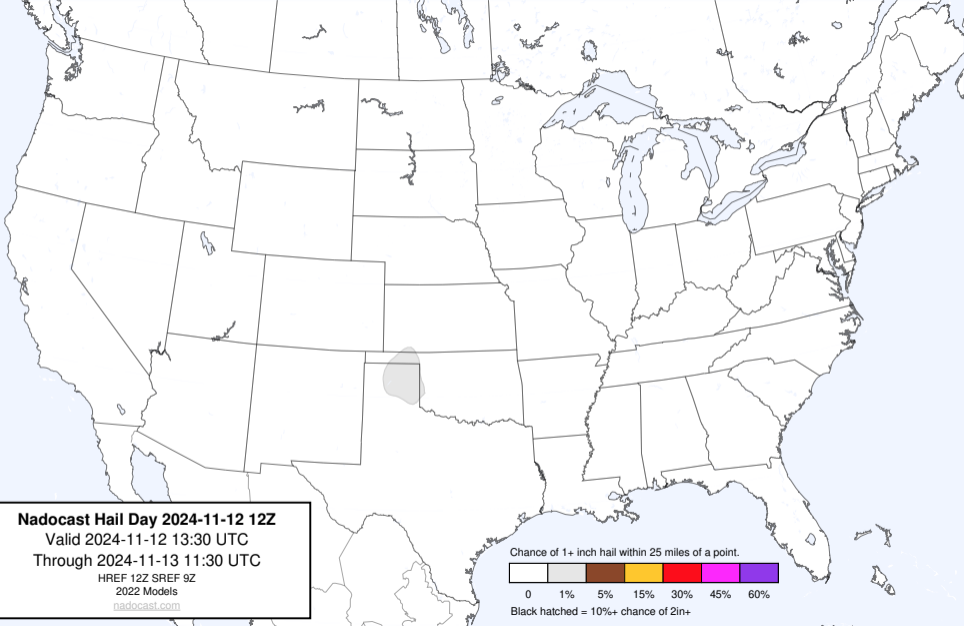 Nadocast Hail Day 2024-11-12 12Z
Valid 2024-11-12 13:30 UTC
Through 2024-11-13 11:30 UTC
HREF 12Z SREF 9Z
2022 Models
nadocast.com
Chance of 1+ inch hail within 25 miles of a point.
0 1% 5% 15% 30% 45% 60%
Black hatched = 10%+ chance of 2in+